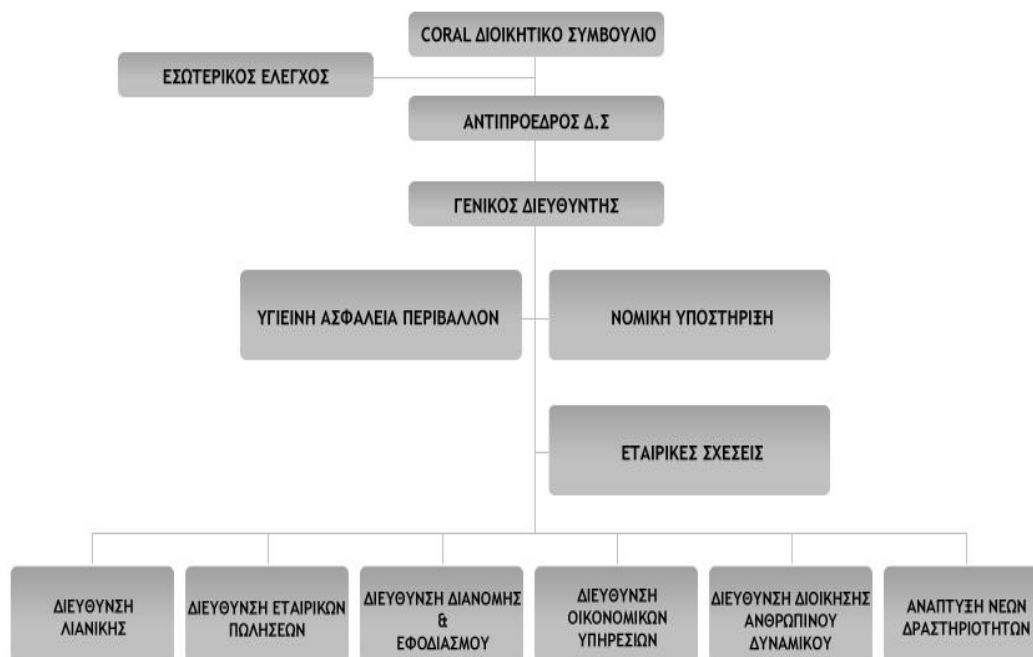 CORAL ΔΙΟΙΚΗΤΙΚΟ ΣΥΜΒΟΥΛΙΟ
ΕΣΩΤΕΡΙΚΟΣ ΕΛΕΓΧΟΣ
ΑΝΤΙΠΡΟΕΔΡΟΣ Δ.Σ
ΓΕΝΙΚΟΣ ΔΙΕΥΘΥΝΤΗΣ
ΥΓΙΕΙΝΗ ΑΣΦΑΛΕΙΑ ΠΕΡΙΒΑΛΛΟΝ
ΝΟΜΙΚΗ ΥΠΟΣΤΗΡΙΞΗ
ΕΤΑΙΡΙΚΕΣ ΣΧΕΣΕΙΣ
ΔΙΕΥΘΥΝΣΗ
ΛΙΑΝΙΚΗΣ
ΔΙΕΥΘΥΝΣΗ ΕΤΑΙΡΙΚΩΝ
ΠΩΛΗΣΕΩΝ
ΔΙΕΥΘΥΝΣΗ ΔΙΑΝΟΜΗΣ
&
ΕΦΟΔΙΑΣΜΟΥ
ΔΙΕΥΘΥΝΣΗ
ΟΙΚΟΝΟΜΙΚΩΝ
ΥΠΗΡΕΣΙΩΝ
ΔΙΕΥΘΥΝΣΗ ΔΙΟΙΚΗΣΗΣ
ΑΝΘΡΩΠΙΝΟΥ
ΔΥΝΑΜΙΚΟΥ
ΑΝΑΠΤΥΞΗ ΝΕΩΝ
ΔΡΑΣΤΗΡΙΟΤΗΤΩΝ